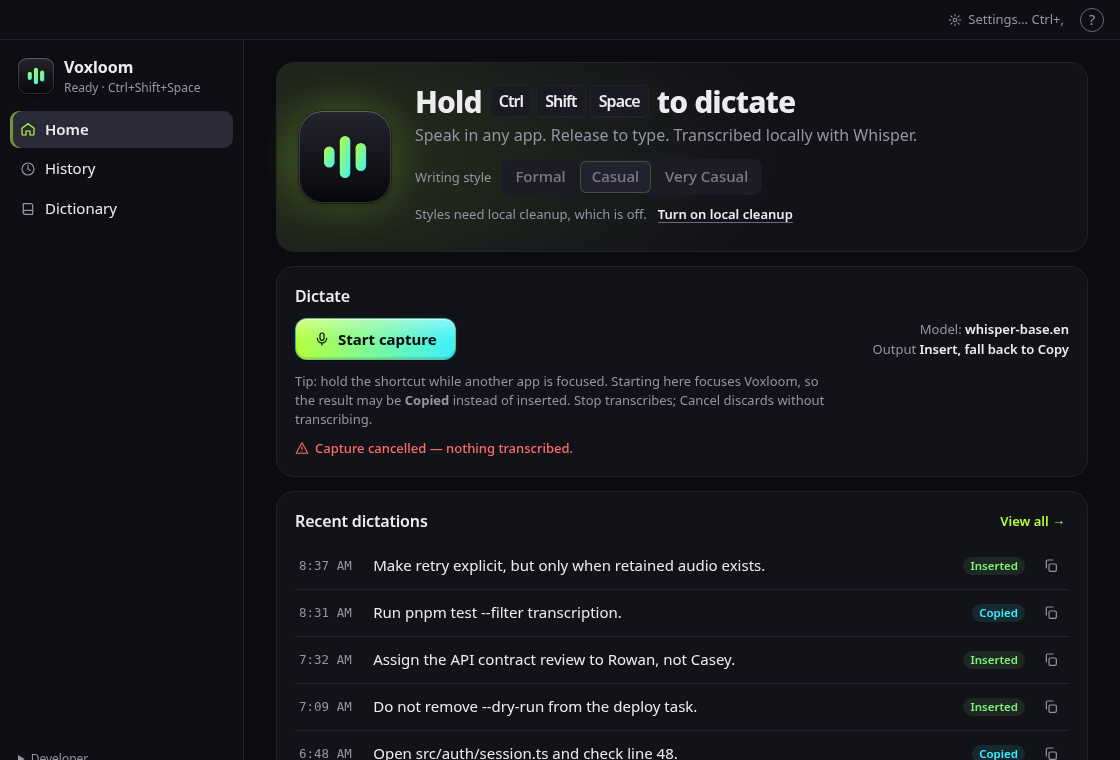 Settings... Ctrl+,
?
Voxloom
Ready · Ctrl+Shift+Space
Home
History
Dictionary
Developer
Hold Ctrl Shift Space to dictate
Speak in any app. Release to type. Transcribed locally with Whisper.
Writing style Formal Casual Very Casual
Styles need local cleanup, which is off. Turn on local cleanup
Dictate
Start capture
Model: whisper-base.en
Output Insert, fall back to Copy
Tip: hold the shortcut while another app is focused. Starting here focuses Voxloom, so
the result may be Copied instead of inserted. Stop transcribes; Cancel discards without
transcribing.
Capture cancelled — nothing transcribed.
Recent dictations View all →
8:37 AM Make retry explicit, but only when retained audio exists. Inserted
8:31 AM Run pnpm test --filter transcription. Copied
7:32 AM Assign the API contract review to Rowan, not Casey. Inserted
7:09 AM Do not remove --dry-run from the deploy task. Inserted
6:48 AM Open src/auth/session.ts and check line 48. Copied